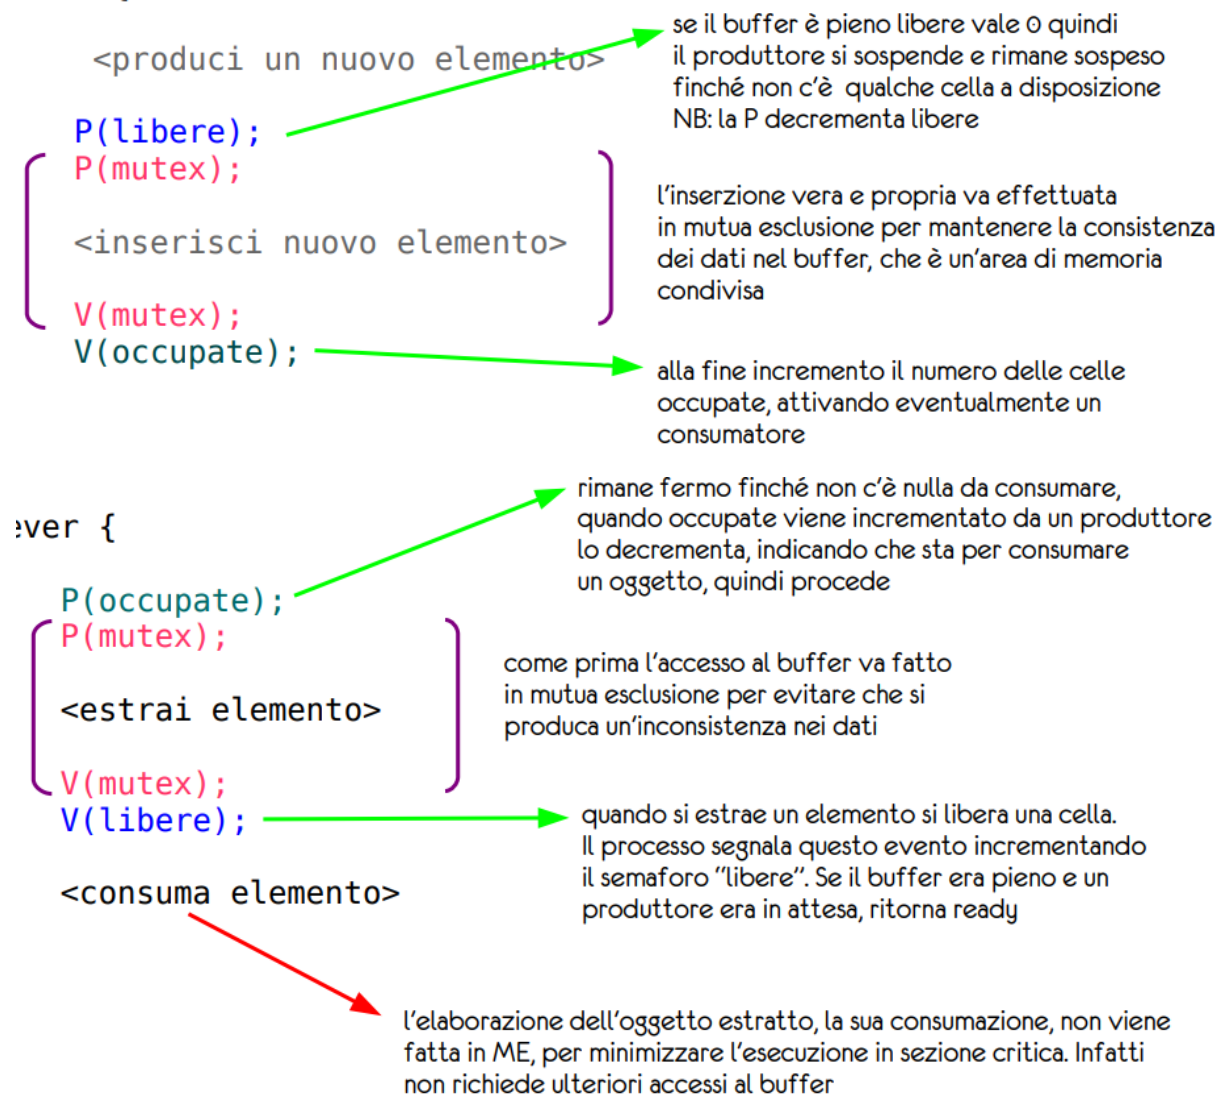 se il buffer è pieno libere vale 0 quindi
il produttore si sospende e rimane sospeso
finché non c'è qualche cella a disposizione
NB: la P decrementa libere
<produci un nuovo elemento>
P(libere);
P(mutex);
<inserisci nuovo elemento>
V(mutex);
V(occupate);
l'inserzione vera e propria va effettuata
in mutua esclusione per mantenere la consistenza
dei dati nel buffer, che è un'area di memoria
condivisa
alla fine incremento il numero delle celle
occupate, attivando eventualmente un
consumatore
rimane fermo finché non c'è nulla da consumare,
quando occupate viene incrementato da un produttore
lo decrementa, indicando che sta per consumare
un oggetto, quindi procede
ever {
P(occupate);
P(mutex);
<estrai elemento>
V(mutex);
V(libere);
<consuma elemento>
come prima l'accesso al buffer va fatto
in mutua esclusione per evitare che si
produca un'inconsistenza nei dati
quando si estrae un elemento si libera una cella.
Il processo segnala questo evento incrementando
il semaforo "libere". Se il buffer era pieno e un
produttore era in attesa, ritorna ready
l'elaborazione dell'oggetto estratto, la sua consumazione, non viene
fatta in ME, per minimizzare l'esecuzione in sezione critica. Infatti
non richiede ulteriori accessi al buffer